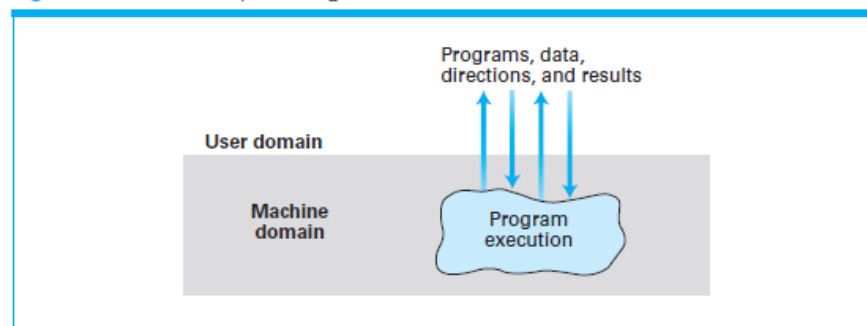 Programs, data,
directions, and results
User domain
Machine
domain
Program
execution